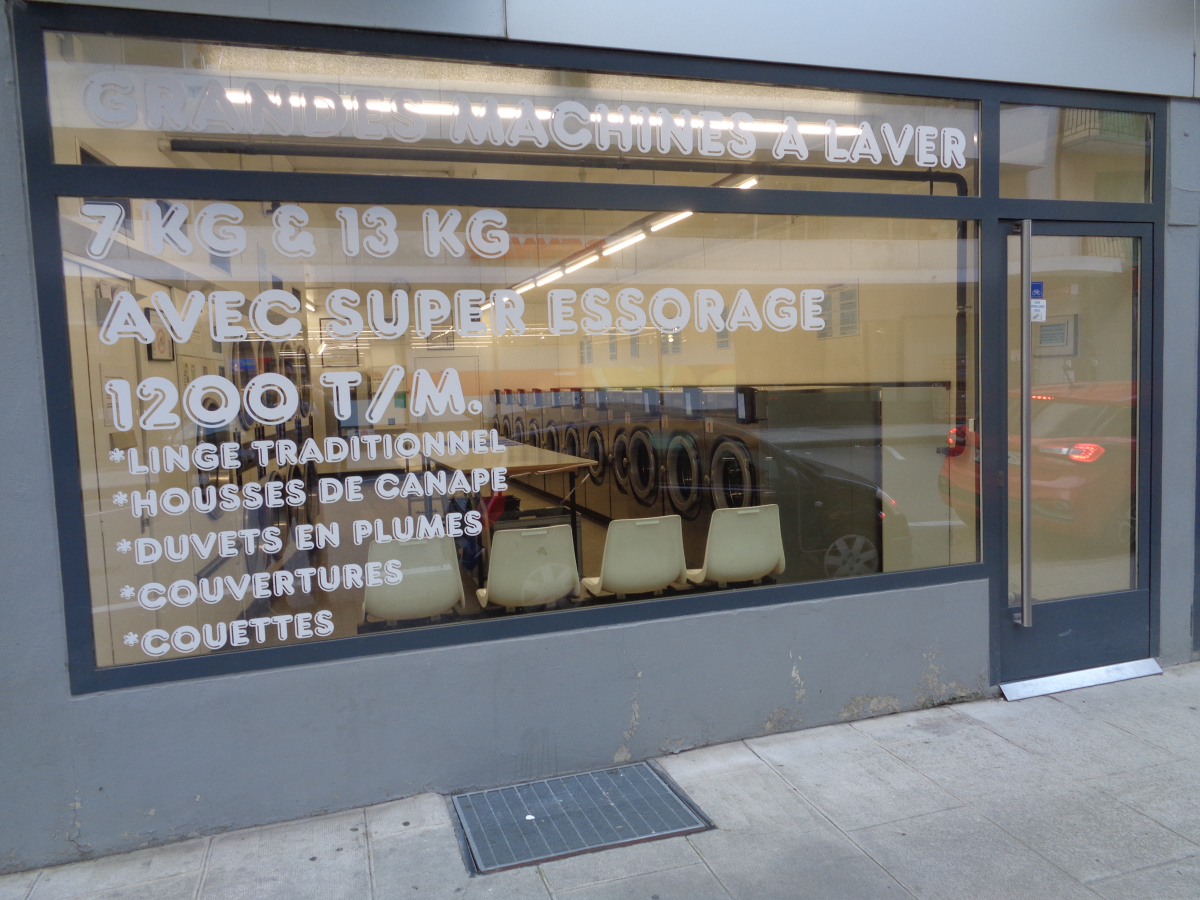 GRANDES MACHINES A LAVER
7 KG & 13 KG
AVEC SUPER ESSORAGE
1200 T/M.
*LINGE TRADITIONNEL
*HOUSSES DE CANAPE
*DUVETS EN PLUMES
*COUVERTURES
*COUETTES